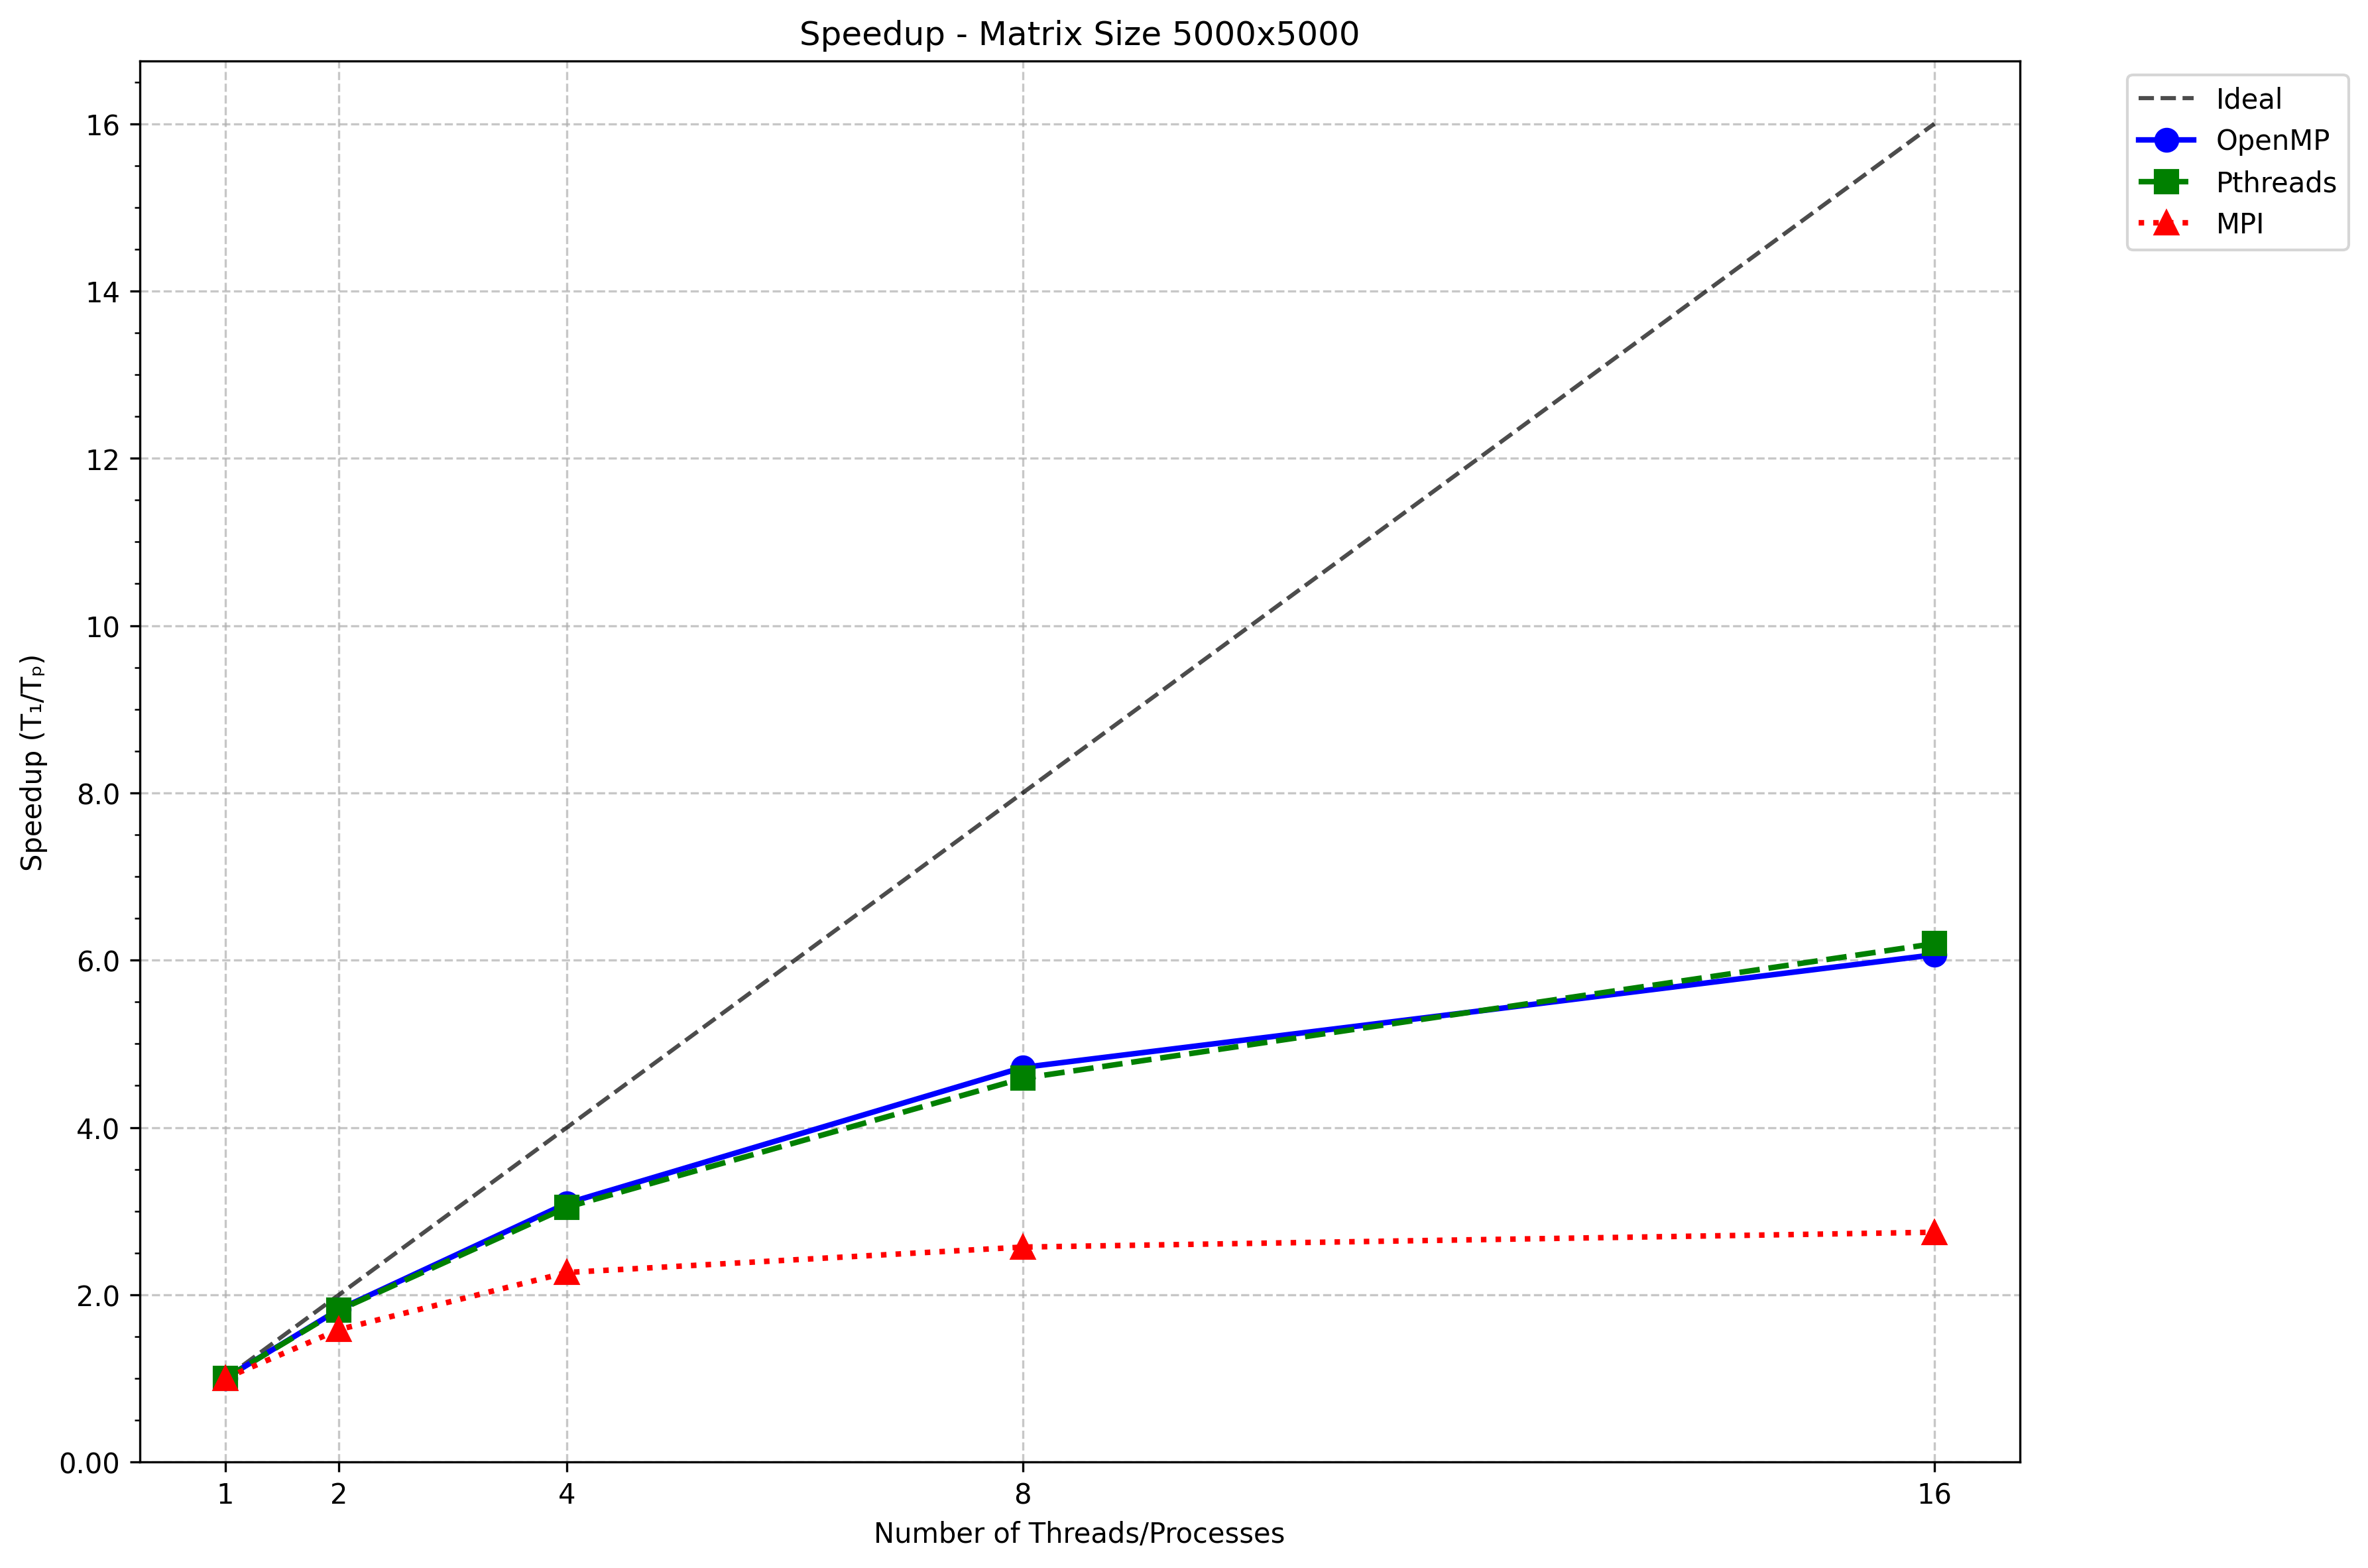 Speedup - Matrix Size 5000x5000
Ideal
OpenMP
Pthreads
MPI
16
14
12
10
8.0
6.0
4.0
2.0
0.00
Speedup (T₁/Tₚ)
1 2 4 8 16
Number of Threads/Processes